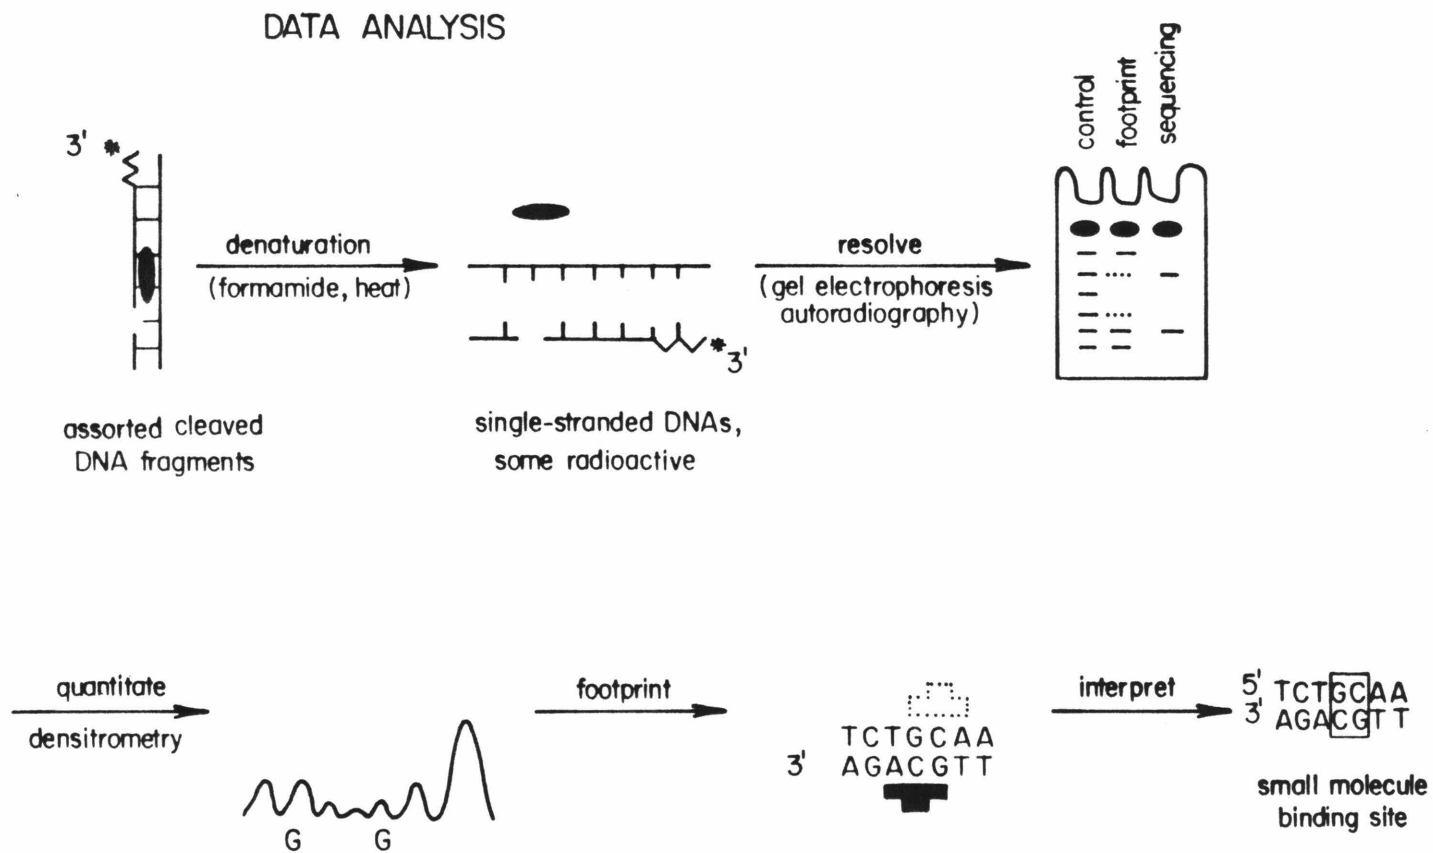 DATA ANALYSIS
control
footprint
sequencing
3' *
denaturation
(formamide, heat)
resolve
(gel electrophoresis
autoradiography)
* 3'
assorted cleaved
DNA fragments
single-stranded DNAs,
some radioactive
quantitate
densitrometry
G G
footprint
TCTGCAA
3' AGACGTT
interpret
5' TCTGCAA
3' AGACGTT
small molecule
binding site